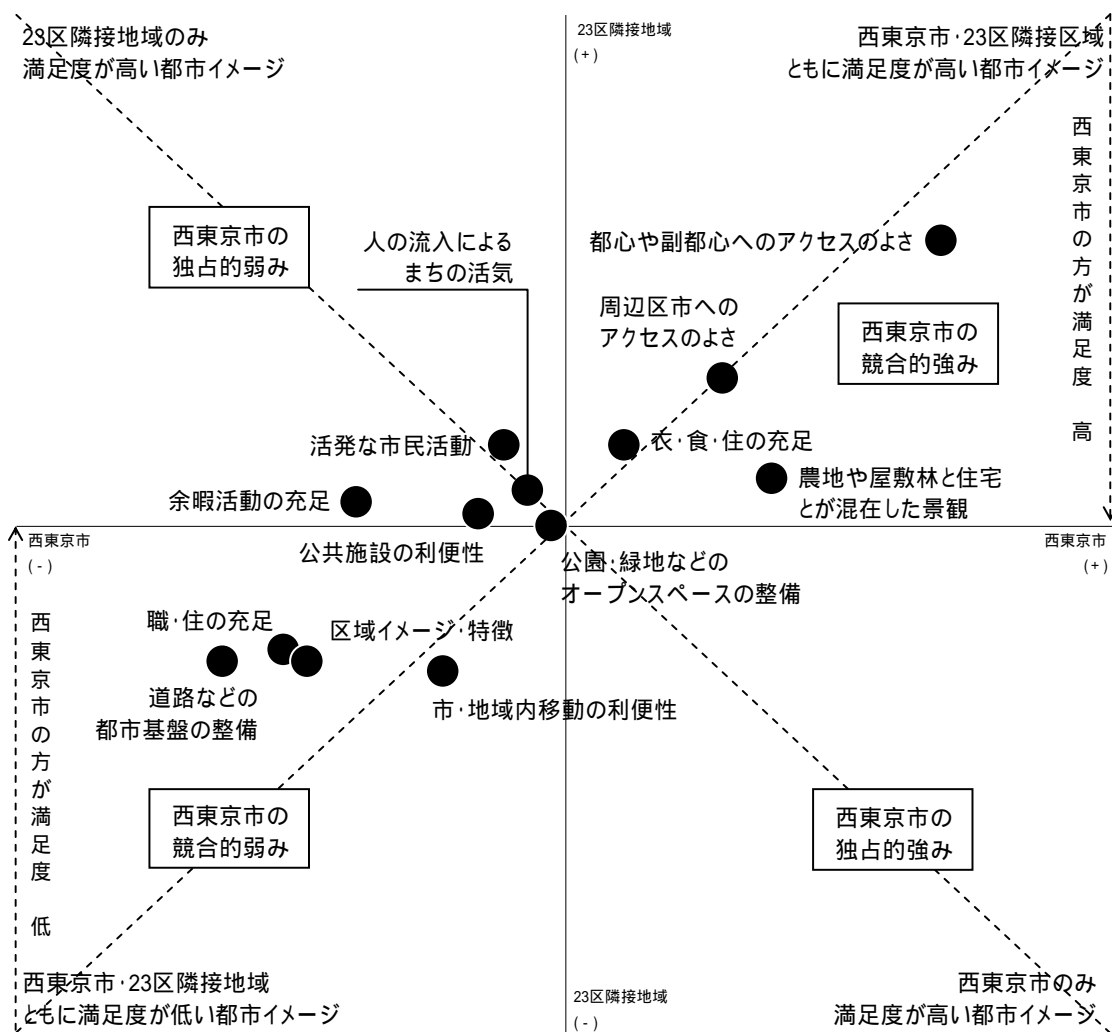 23区隣接地域のみ
満足度が高い都市イメージ
23区隣接地域
(+)
西東京市・23区隣接区域
ともに満足度が高い都市イメージ
西東京市の方が満足度 高
西東京市の
独占的弱み
人の流入による
まちの活気
都心や副都心へのアクセスのよさ
周辺区市への
アクセスのよさ
西東京市の
競合的強み
活発な市民活動
衣・食・住の充足
余暇活動の充足
農地や屋敷林と住宅
とが混在した景観
公共施設の利便性
西東京市
(-)
西東京市
(+)
公園・緑地などの
オープンスペースの整備
西東京市の方が満足度 低
職・住の充足
区域イメージ・特徴
道路などの
都市基盤の整備
市・地域内移動の利便性
西東京市の
競合的弱み
西東京市の
独占的強み
西東京市・23区隣接地域
ともに満足度が低い都市イメージ
23区隣接地域
(-)
西東京市のみ
満足度が高い都市イメージ